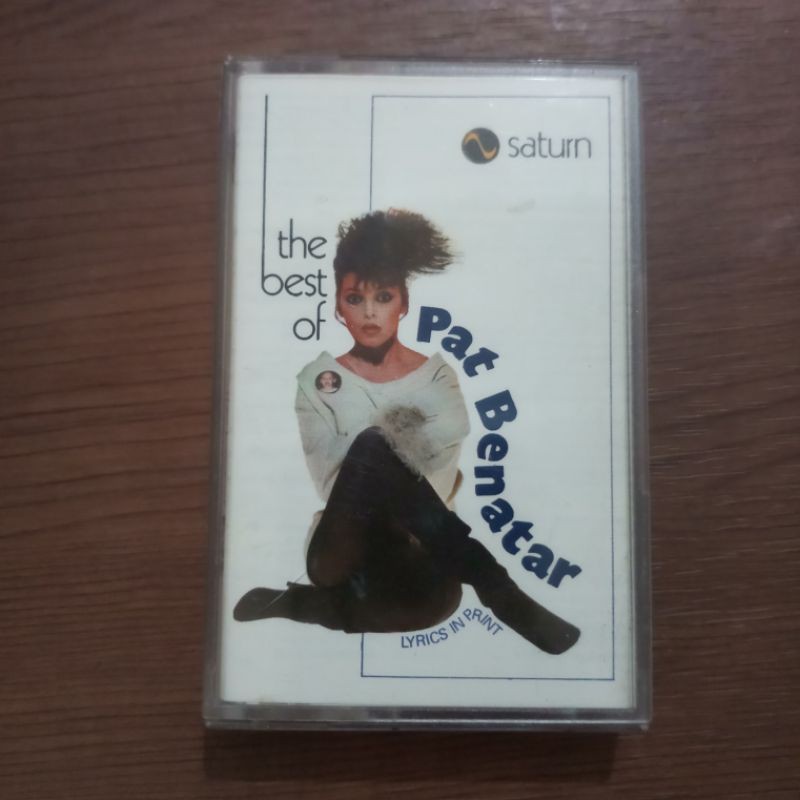 saturn
the
best
of
Pat Benatar
LYRICS IN PRINT